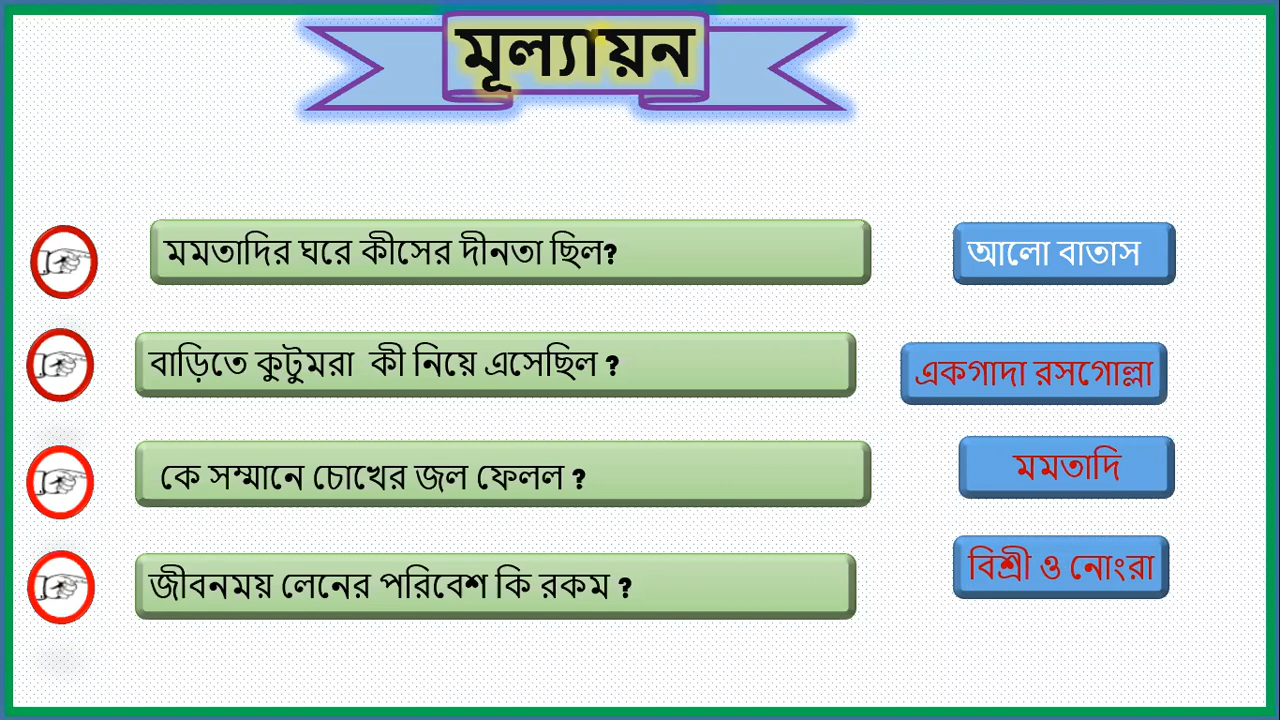 মূল্যায়ন
মমতাদির ঘরে কীসের দীনতা ছিল?
আলো বাতাস
বাড়িতে কুটুমরা কী নিয়ে এসেছিল ?
একগাদা রসগোল্লা
কে সম্মানে চোখের জল ফেলল ?
মমতাদি
জীবনময় লেনের পরিবেশ কি রকম ?
বিশ্রী ও নোংরা